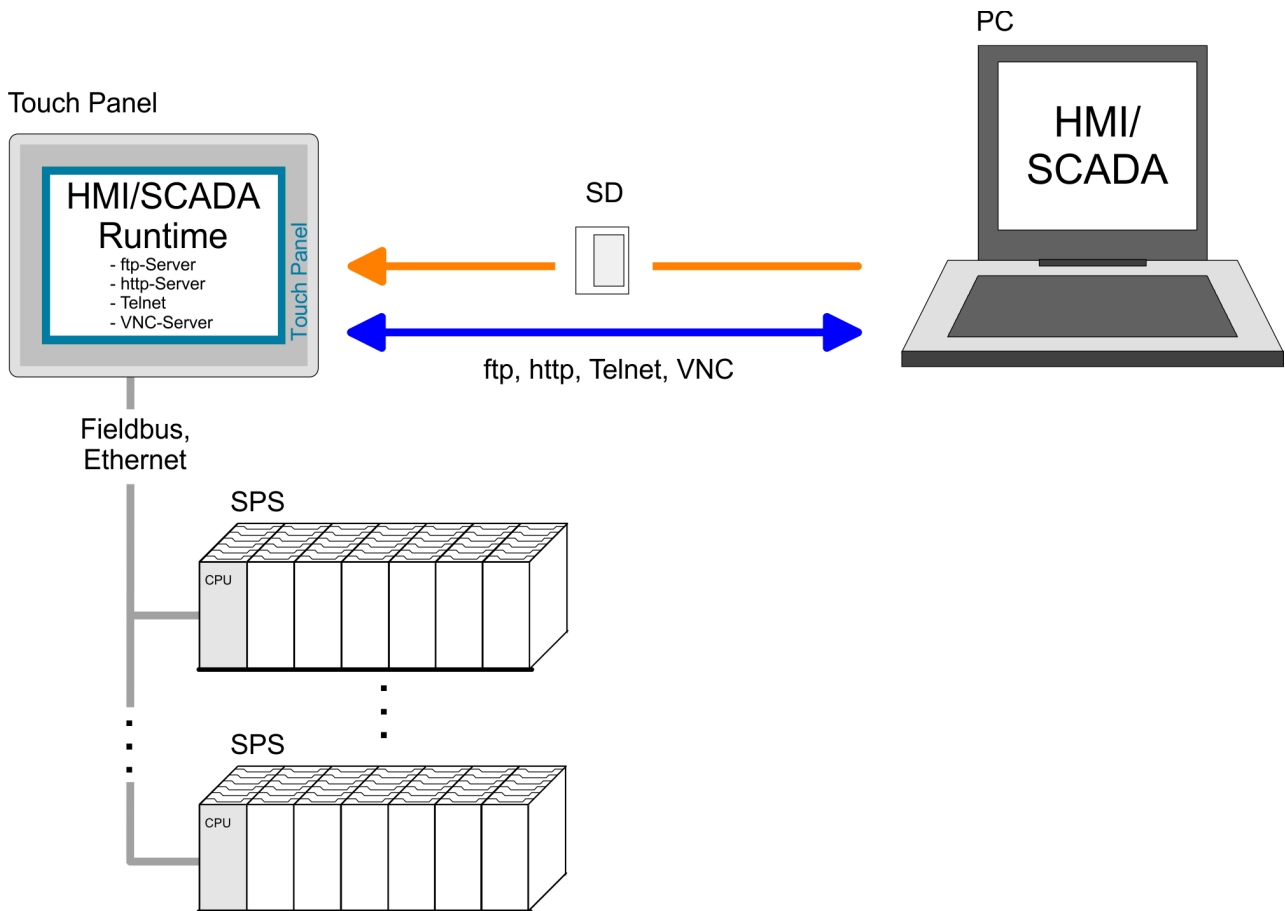 PC
Touch Panel
HMI/SCADA
Runtime
- ftp-Server
- http-Server
- Telnet
- VNC-Server
Touch Panel
SD
HMI/
SCADA
ftp, http, Telnet, VNC
Fieldbus,
Ethernet
SPS
CPU
SPS
CPU